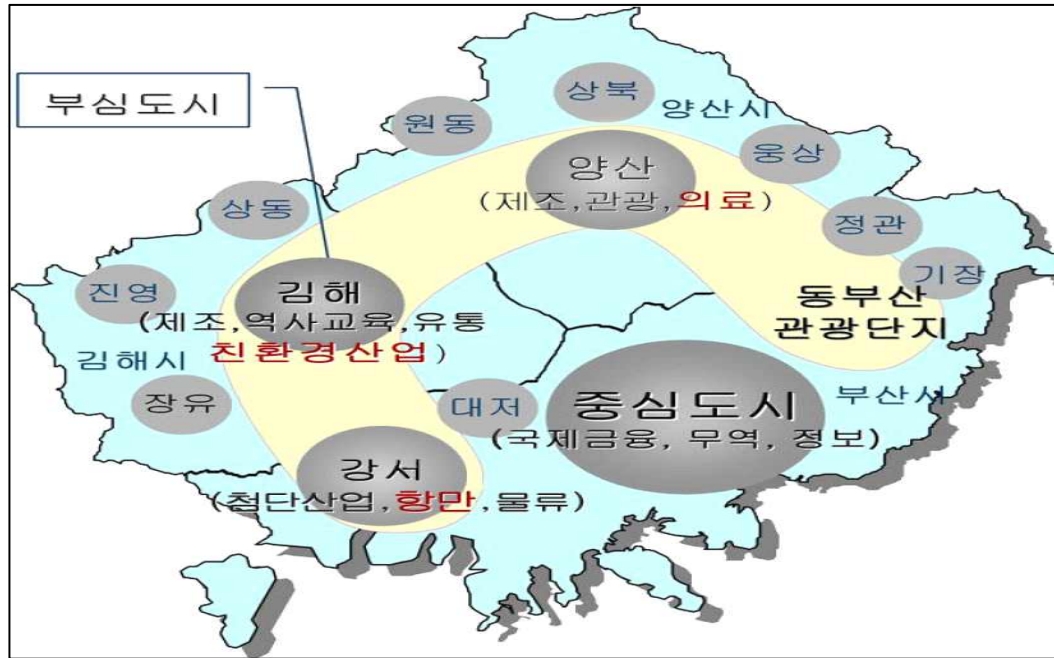 부심도시
상북
양산시
원동
웅상
양산
(제조,관광,의료)
상동
정관
기장
진영
김해
(제조,역사교육,유통
친환경산업)
동부산
관광단지
김해시
장유
대저
중심도시
(국제금융, 무역, 정보)
부산시
강서
(첨단산업,항만,물류)